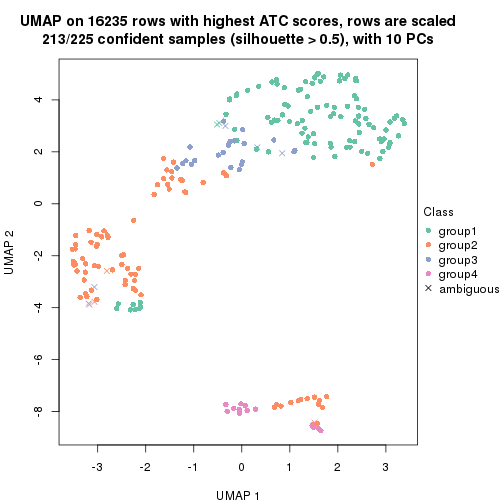 UMAP on 16235 rows with highest ATC scores, rows are scaled
213/225 confident samples (silhouette > 0.5), with 10 PCs
4
2
0
-2
-4
-6
-8
UMAP 2
-3
-2
-1
0
1
2
3
UMAP 1
Class
group1
group2
group3
group4
ambiguous